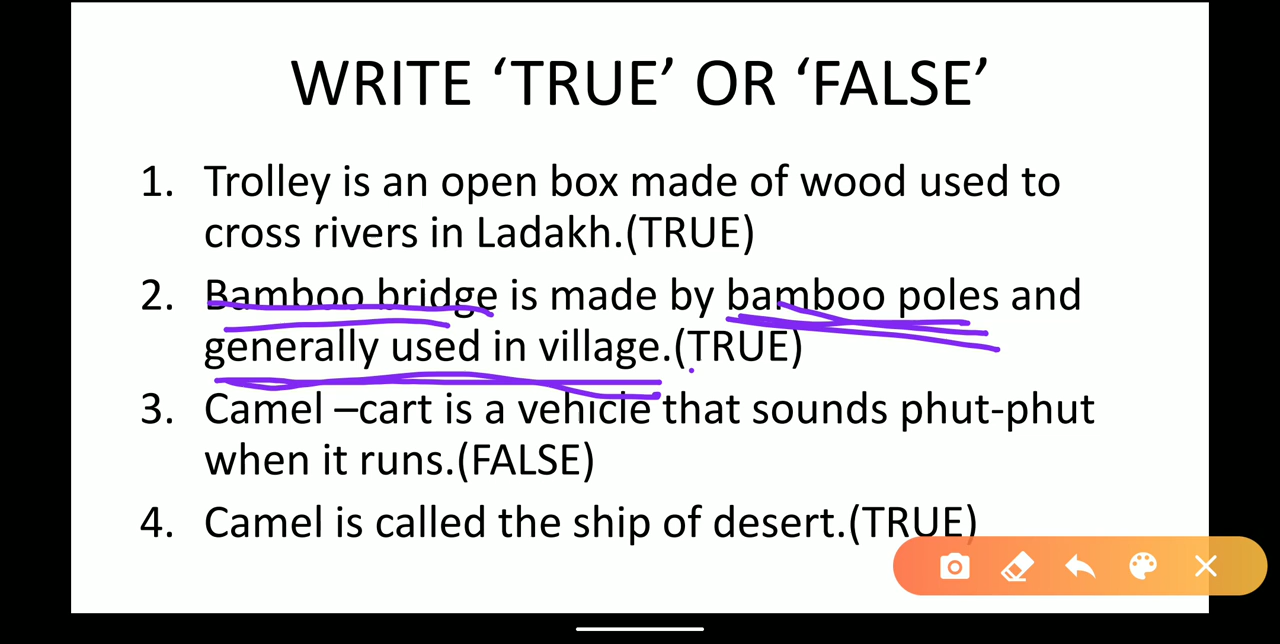 WRITE ‘TRUE’ OR ‘FALSE’
1. Trolley is an open box made of wood used to
cross rivers in Ladakh.(TRUE)
2. Bamboo bridge is made by bamboo poles and
generally used in village.(TRUE)
3. Camel –cart is a vehicle that sounds phut-phut
when it runs.(FALSE)
4. Camel is called the ship of desert.(TRUE)